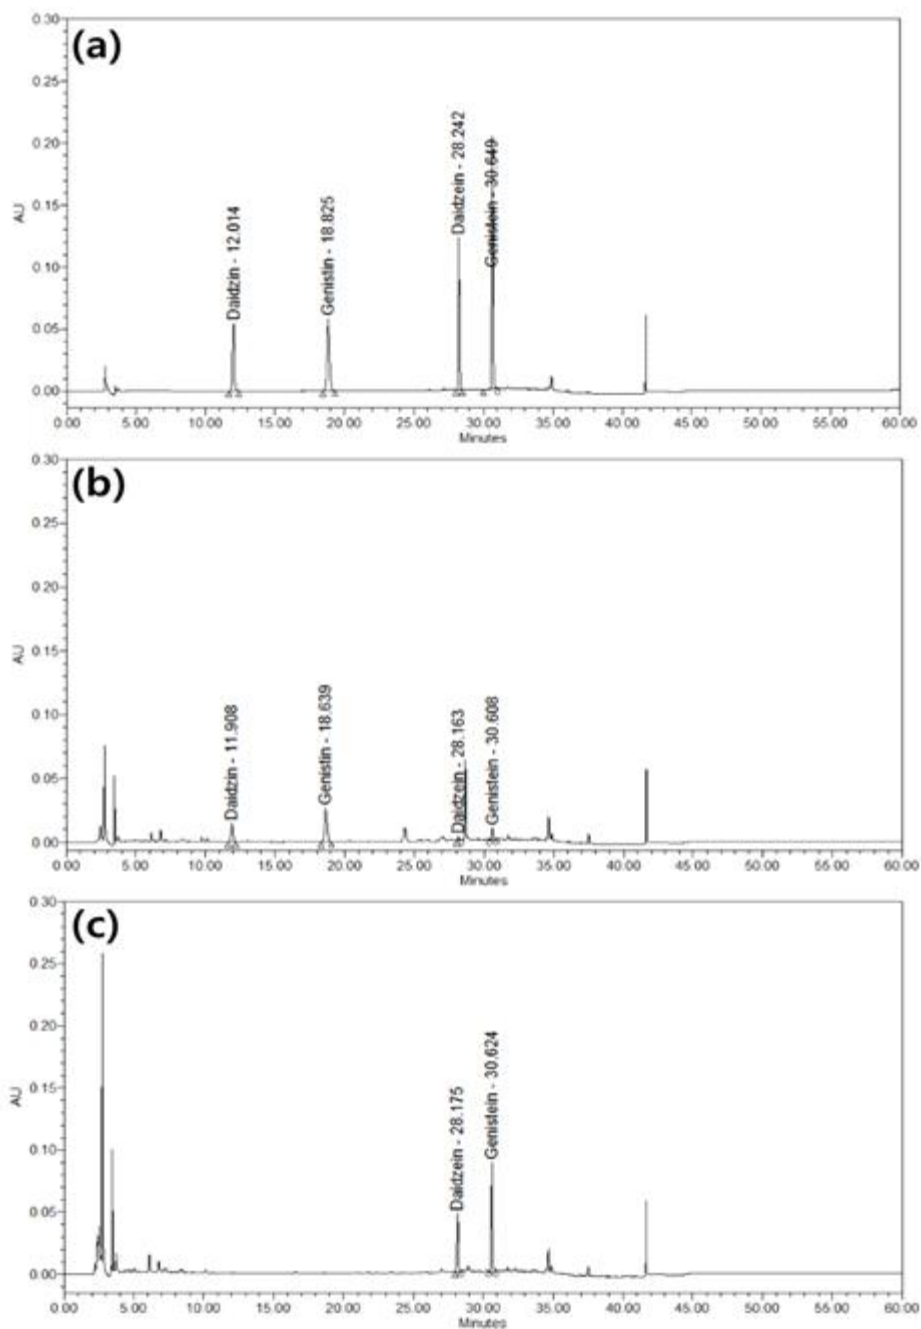 (a)
0.30
0.25
0.20
0.15
0.10
0.05
0.00
AU
Daidzin - 12.014
Genistin - 18.825
Daidzein - 28.242
Genistein - 30.649
0.00 5.00 10.00 15.00 20.00 25.00 30.00 35.00 40.00 45.00 50.00 55.00 60.00
Minutes
(b)
0.30
0.25
0.20
0.15
0.10
0.05
0.00
AU
Daidzin - 11.908
Genistin - 18.639
Daidzein - 28.163
Genistein - 30.608
0.00 5.00 10.00 15.00 20.00 25.00 30.00 35.00 40.00 45.00 50.00 55.00 60.00
Minutes
(c)
0.30
0.25
0.20
0.15
0.10
0.05
0.00
AU
Daidzein - 28.175
Genistein - 30.624
0.00 5.00 10.00 15.00 20.00 25.00 30.00 35.00 40.00 45.00 50.00 55.00 60.00
Minutes